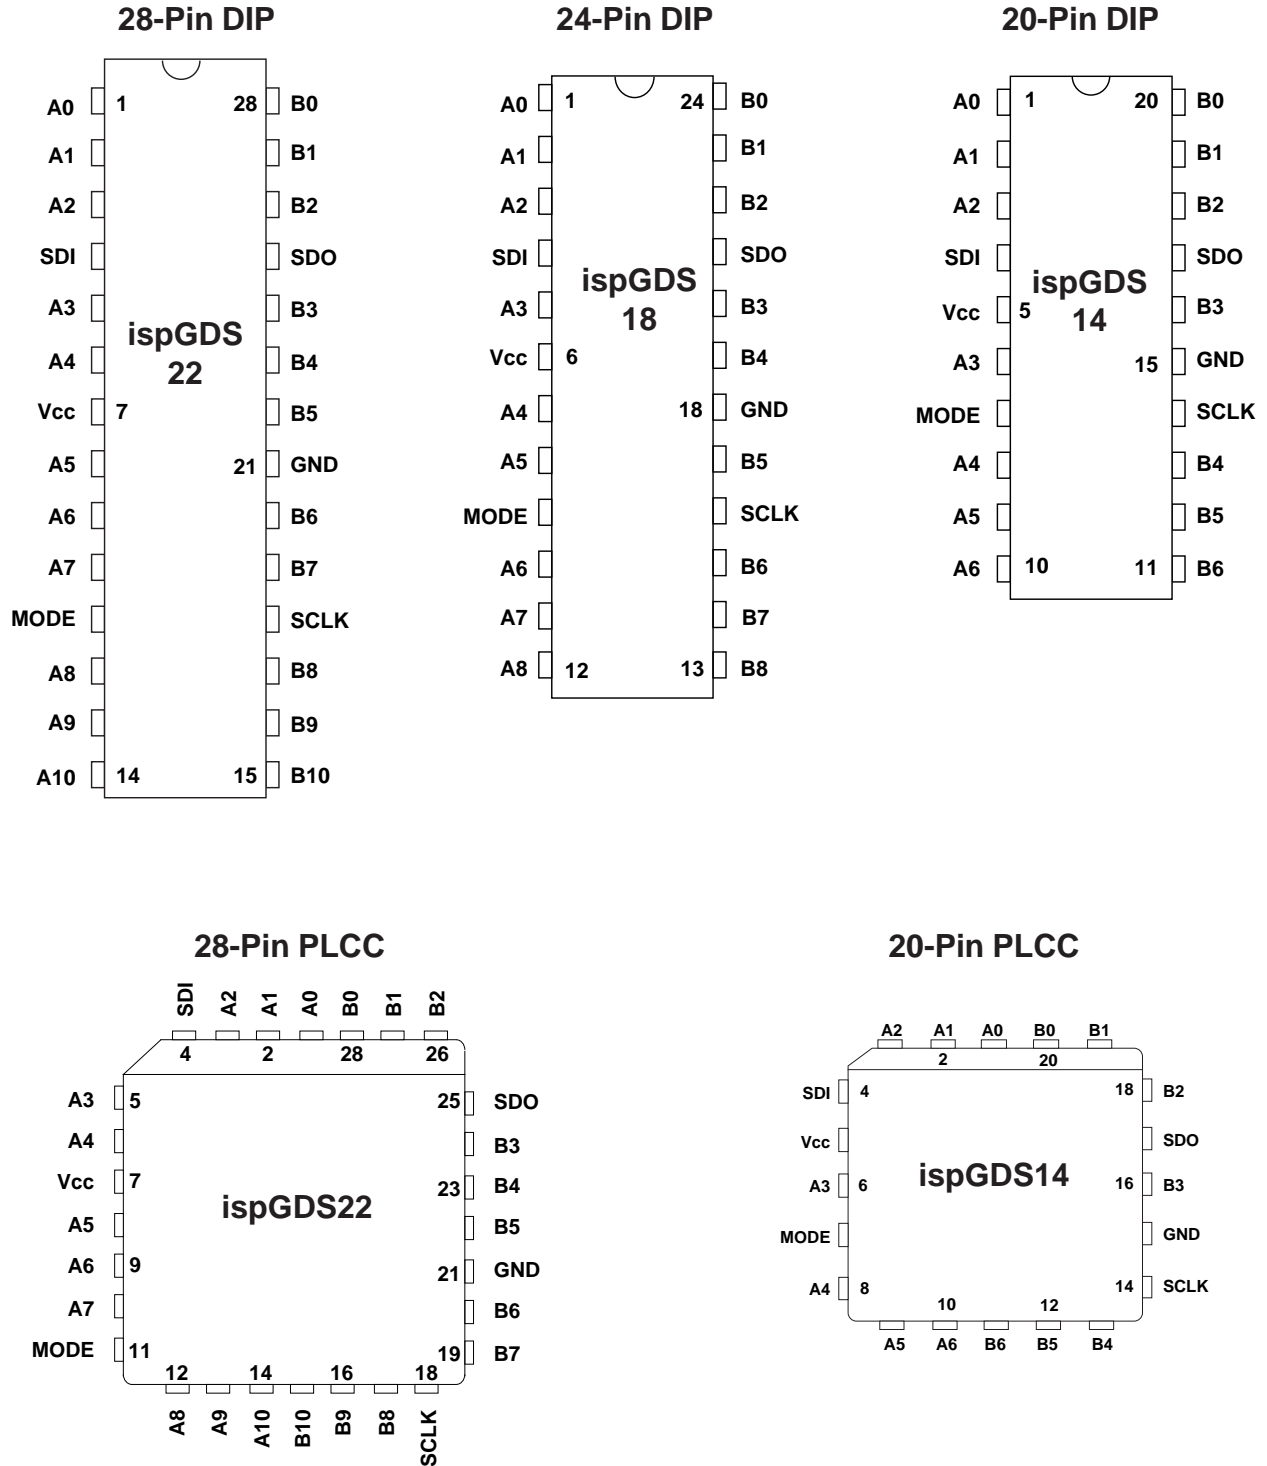 28-Pin DIP
A0 1 28 B0
A1 B1
A2 B2
SDI SDO
A3 B3
ispGDS
22
A4 B4
Vcc 7 B5
A5 21 GND
A6 B6
A7 B7
MODE SCLK
A8 B8
A9 B9
A10 14 15 B10
24-Pin DIP
A0 1 24 B0
A1 B1
A2 B2
SDI SDO
ispGDS
18
A3 B3
Vcc 6 B4
A4 18 GND
A5 B5
MODE SCLK
A6 B6
A7 B7
A8 12 13 B8
20-Pin DIP
A0 1 20 B0
A1 B1
A2 B2
SDI SDO
ispGDS
14
Vcc 5 B3
A3 15 GND
MODE SCLK
A4 B4
A5 B5
A6 10 11 B6
28-Pin PLCC
SDI A2 A1 A0 B0 B1 B2
4 2 28 26
A3 5 25 SDO
A4 B3
Vcc 7 23 B4
ispGDS22
A5 B5
A6 9 21 GND
A7 B6
MODE 11 19 B7
12 14 16 18
A8 A9 A10 B10 B9 B8 SCLK
20-Pin PLCC
A2 A1 A0 B0 B1
2 20
SDI 4 18 B2
Vcc SDO
ispGDS14
A3 6 16 B3
MODE GND
A4 8 14 SCLK
10 12
A5 A6 B6 B5 B4